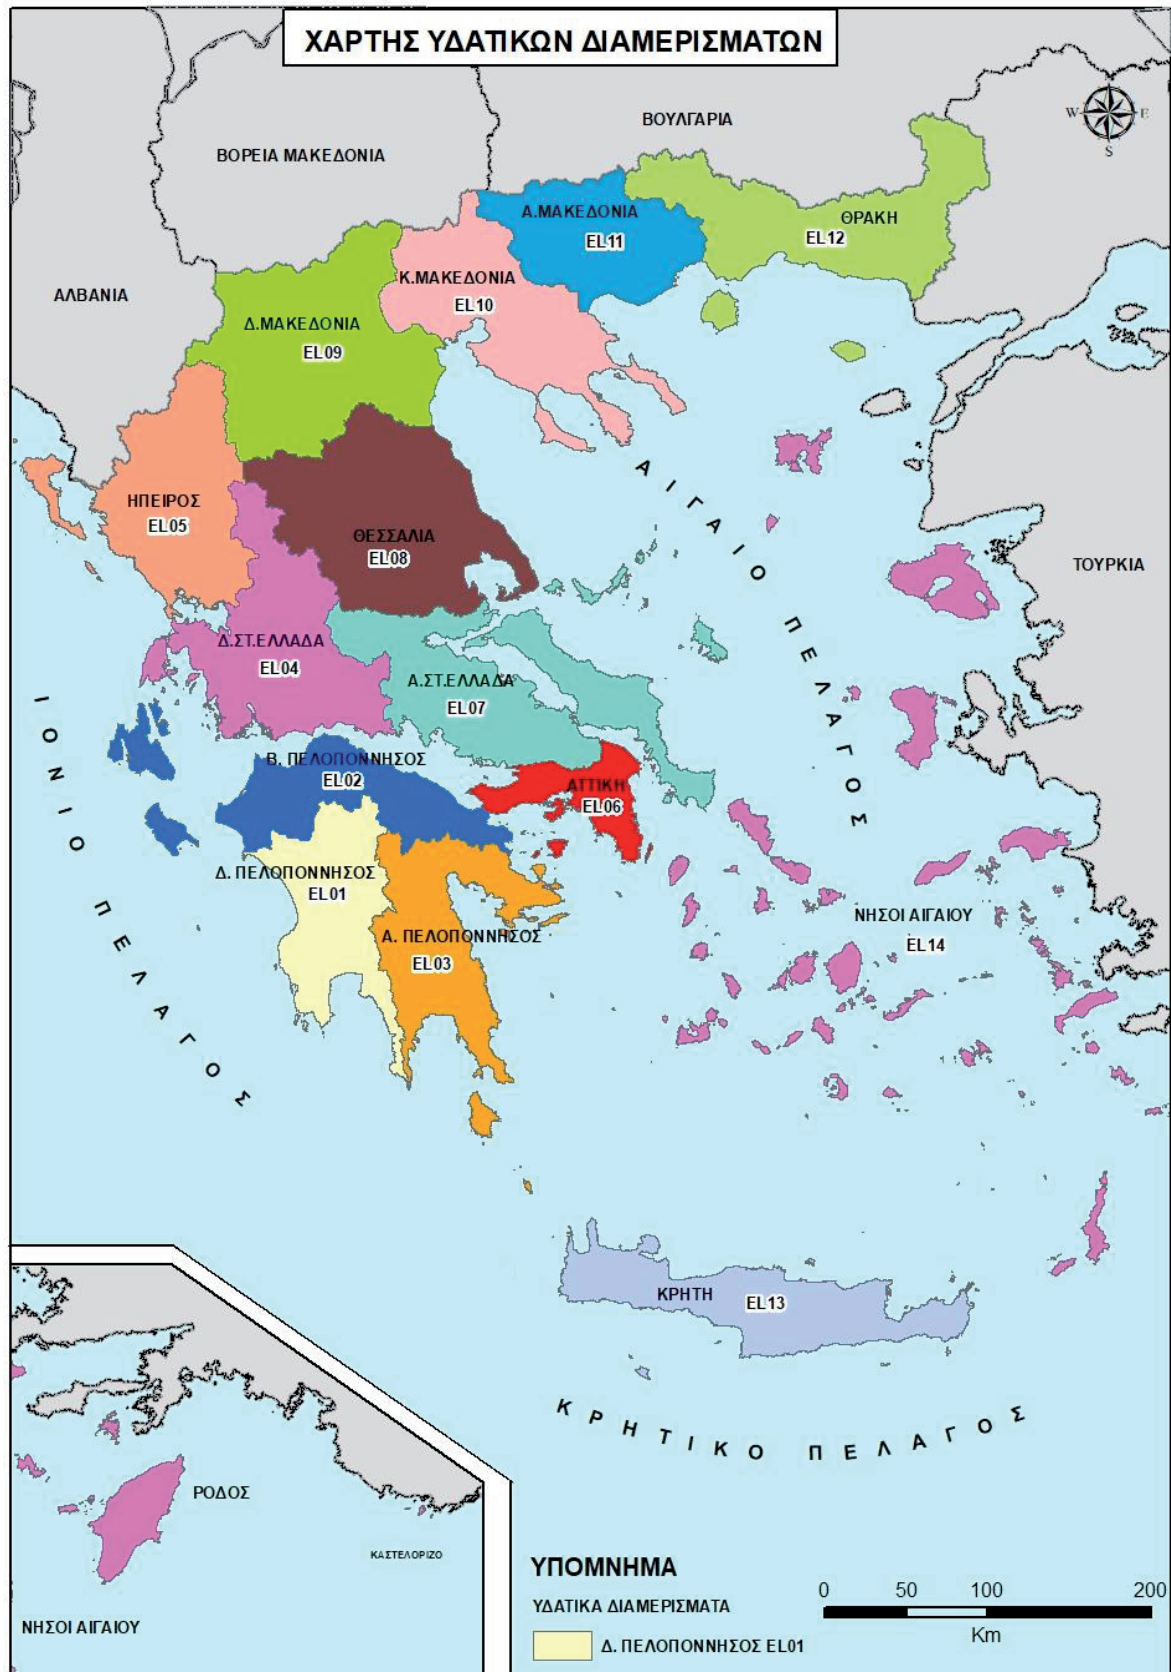 ΧΑΡΤΗΣ ΥΔΑΤΙΚΩΝ ΔΙΑΜΕΡΙΣΜΑΤΩΝ
W E
S
ΒΟΥΛΓΑΡΙΑ
ΒΟΡΕΙΑ ΜΑΚΕΔΟΝΙΑ
Α.ΜΑΚΕΔΟΝΙΑ
EL11
ΘΡΑΚΗ
EL12
ΑΛΒΑΝΙΑ
Κ.ΜΑΚΕΔΟΝΙΑ
EL10
Δ.ΜΑΚΕΔΟΝΙΑ
EL09
ΗΠΕΙΡΟΣ
EL05
ΘΕΣΣΑΛΙΑ
EL08
ΑΙΓΑΙΟ ΠΕΛΑΓΟΣ
ΤΟΥΡΚΙΑ
Δ.ΣΤ.ΕΛΛΑΔΑ
EL04
Α.ΣΤ.ΕΛΛΑΔΑ
EL07
ΙΟΝΙΟ ΠΕΛΑΓΟΣ
Β. ΠΕΛΟΠΟΝΝΗΣΟΣ
EL02
ΑΤΤΙΚΗ
EL06
Δ. ΠΕΛΟΠΟΝΝΗΣΟΣ
EL01
Α. ΠΕΛΟΠΟΝΝΗΣΟΣ
EL03
ΝΗΣΟΙ ΑΙΓΑΙΟΥ
EL14
ΚΡΗΤΗ EL13
ΚΡΗΤΙΚΟ ΠΕΛΑΓΟΣ
ΡΟΔΟΣ
ΚΑΣΤΕΛΟΡΙΖΟ
ΝΗΣΟΙ ΑΙΓΑΙΟΥ
ΥΠΟΜΝΗΜΑ
ΥΔΑΤΙΚΑ ΔΙΑΜΕΡΙΣΜΑΤΑ
Δ. ΠΕΛΟΠΟΝΝΗΣΟΣ EL01
0 50 100 200
Km